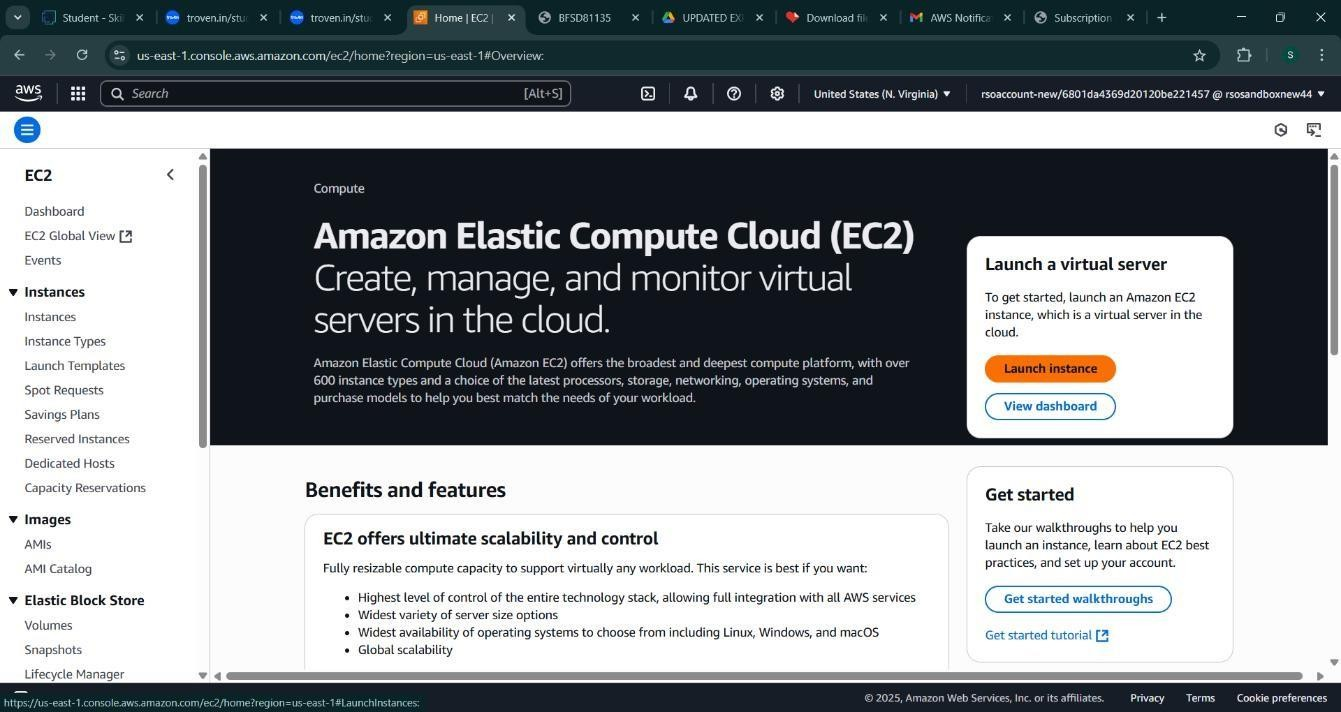 Student - Skil
troven.in/stuc
troven.in/stuc
Home | EC2 |
BFSD81135
UPDATED EX
Download file
AWS Notifica
Subscription
us-east-1.console.aws.amazon.com/ec2/home?region=us-east-1#Overview:
S
aws
Search
[Alt+S]
United States (N. Virginia)
rsoaccount-new/6801da4369d20120be221457 @ rsosandboxnew44
EC2
Dashboard
EC2 Global View
Events
Instances
Instances
Instance Types
Launch Templates
Spot Requests
Savings Plans
Reserved Instances
Dedicated Hosts
Capacity Reservations
Images
AMIs
AMI Catalog
Elastic Block Store
Volumes
Snapshots
Lifecycle Manager
Compute
Amazon Elastic Compute Cloud (EC2)
Create, manage, and monitor virtual
servers in the cloud.
Amazon Elastic Compute Cloud (Amazon EC2) offers the broadest and deepest compute platform, with over
600 instance types and a choice of the latest processors, storage, networking, operating systems, and
purchase models to help you best match the needs of your workload.
Launch a virtual server
To get started, launch an Amazon EC2
instance, which is a virtual server in the
cloud.
Launch instance
View dashboard
Benefits and features
EC2 offers ultimate scalability and control
Fully resizable compute capacity to support virtually any workload. This service is best if you want:
• Highest level of control of the entire technology stack, allowing full integration with all AWS services
• Widest variety of server size options
• Widest availability of operating systems to choose from including Linux, Windows, and macOS
• Global scalability
Get started
Take our walkthroughs to help you
launch an instance, learn about EC2 best
practices, and set up your account.
Get started walkthroughs
Get started tutorial
https://us-east-1.console.aws.amazon.com/ec2/home?region=us-east-1#LaunchInstances:
© 2025, Amazon Web Services, Inc. or its affiliates.
Privacy
Terms
Cookie preferences